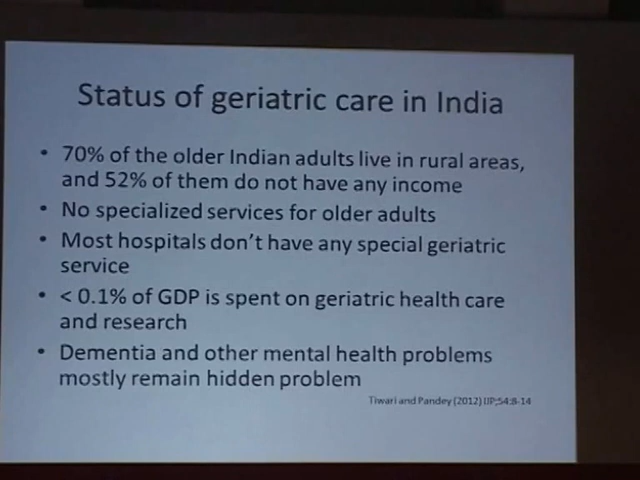 Status of geriatric care in India
• 70% of the older Indian adults live in rural areas,
and 52% of them do not have any income
• No specialized services for older adults
• Most hospitals don't have any special geriatric
service
• < 0.1% of GDP is spent on geriatric health care
and research
• Dementia and other mental health problems
mostly remain hidden problem
Tiwari and Pandey (2012) IJP;54:8-14